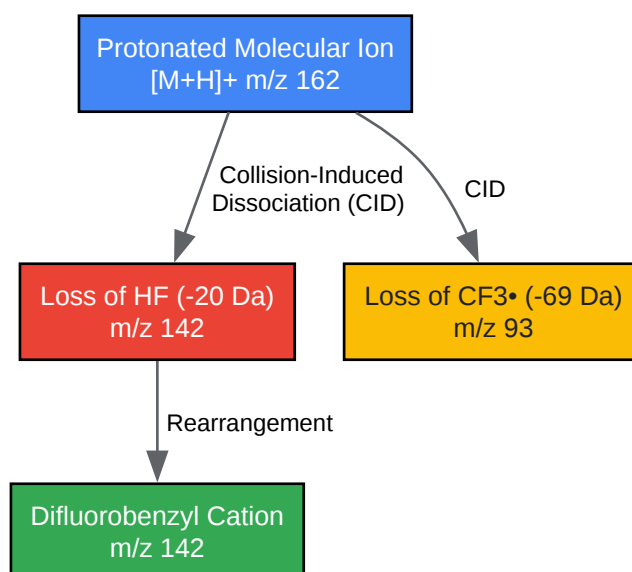 Protonated Molecular Ion
[M+H]+ m/z 162
Collision-Induced
Dissociation (CID)
CID
Loss of HF (-20 Da)
m/z 142
Loss of CF3• (-69 Da)
m/z 93
Rearrangement
Difluorobenzyl Cation
m/z 142